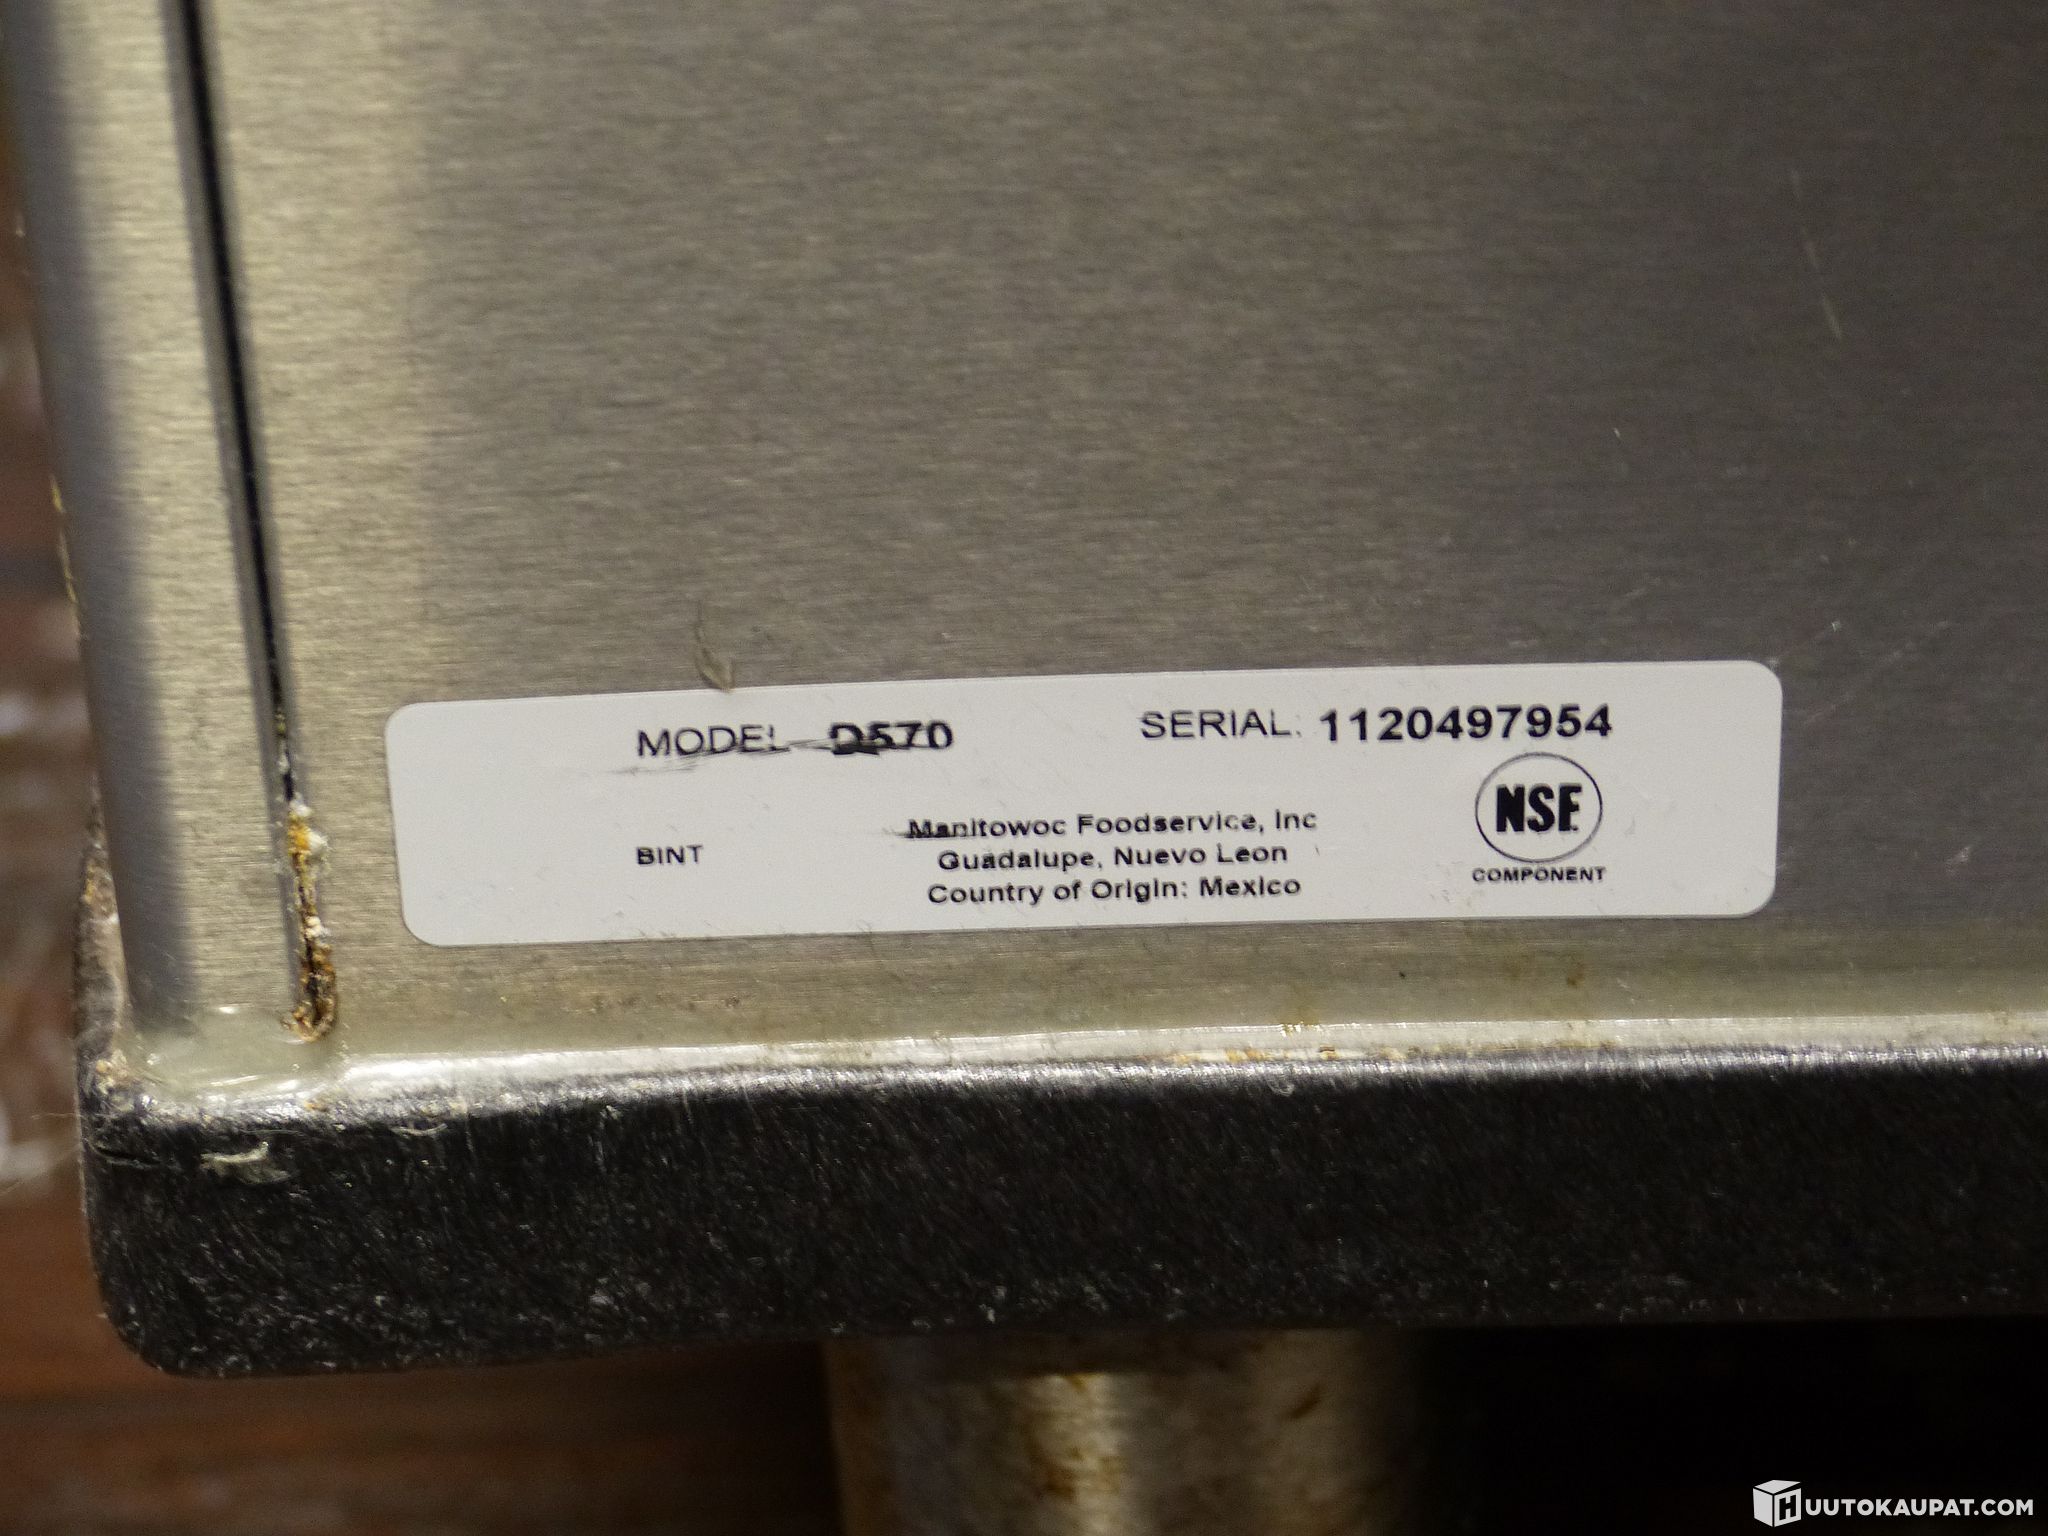 MODEL D570
SERIAL: 1120497954
NSF.
COMPONENT
BINT
Manitowoc Foodservice, Inc
Guadalupe, Nuevo Leon
Country of Origin: Mexico
HUUTOKAUPAT.COM